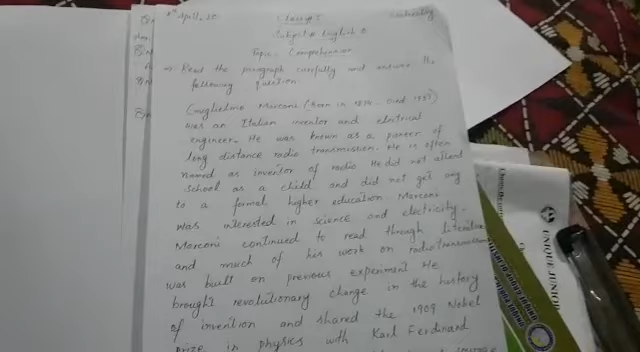 Subject English B
Topic - Comprehension
→ Read the paragraph carefully and answer the
following question
Guglielmo Marconi (born in 1874 - died 1937)
was an Italian inventor and electrical
engineer. He was known as a pioneer of
long distance radio transmission. He is often
named as inventor of radio He did not attend
school as a child and did not get any
to a formal higher education. Marconi
was interested in science and electricity.
Marconi continued to read through literature
and much of his work on radio transmission
was built on previous experiment He
brought revolutionary change in the history
of invention and shared the 1909 Nobel
prize in physics with Karl Ferdinand
UNIQUE JUNIOR